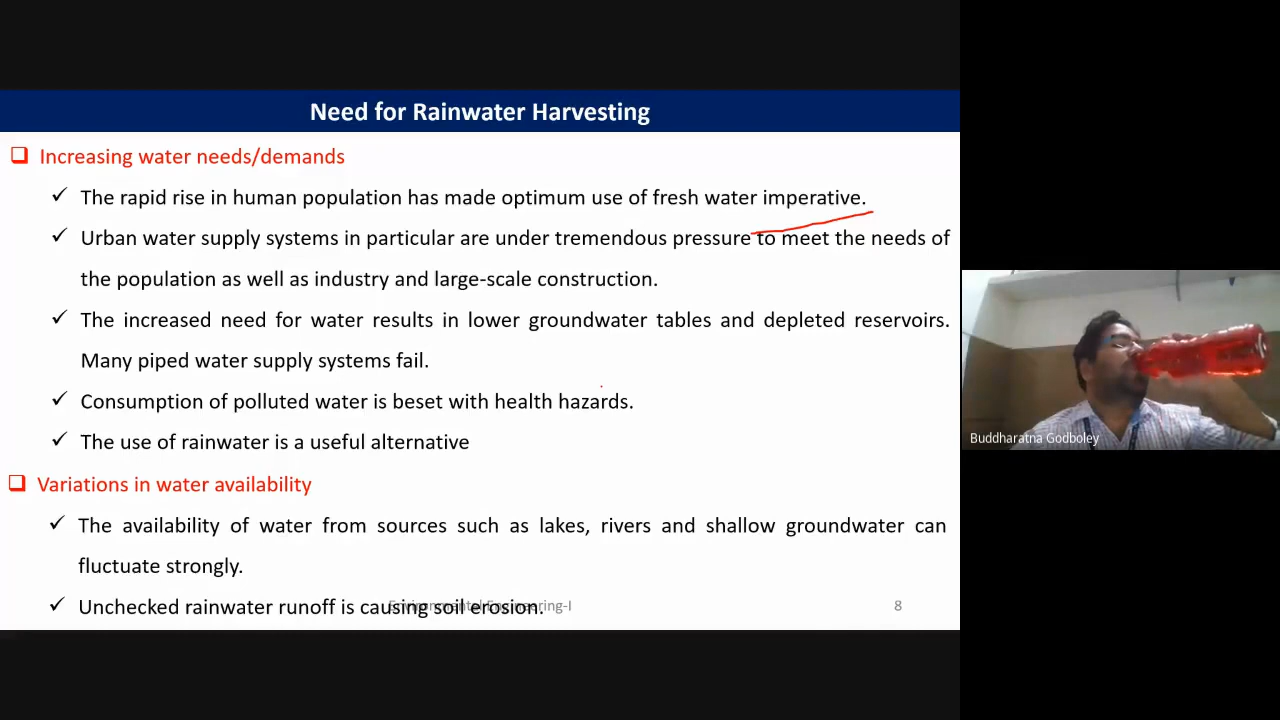 Need for Rainwater Harvesting
Increasing water needs/demands
The rapid rise in human population has made optimum use of fresh water imperative.
Urban water supply systems in particular are under tremendous pressure to meet the needs of
the population as well as industry and large-scale construction.
The increased need for water results in lower groundwater tables and depleted reservoirs.
Many piped water supply systems fail.
Consumption of polluted water is beset with health hazards.
The use of rainwater is a useful alternative
Variations in water availability
The availability of water from sources such as lakes, rivers and shallow groundwater can
fluctuate strongly.
Unchecked rainwater runoff is causing soil erosion.
Environmental Engineering-I
8
Buddharatna Godboley